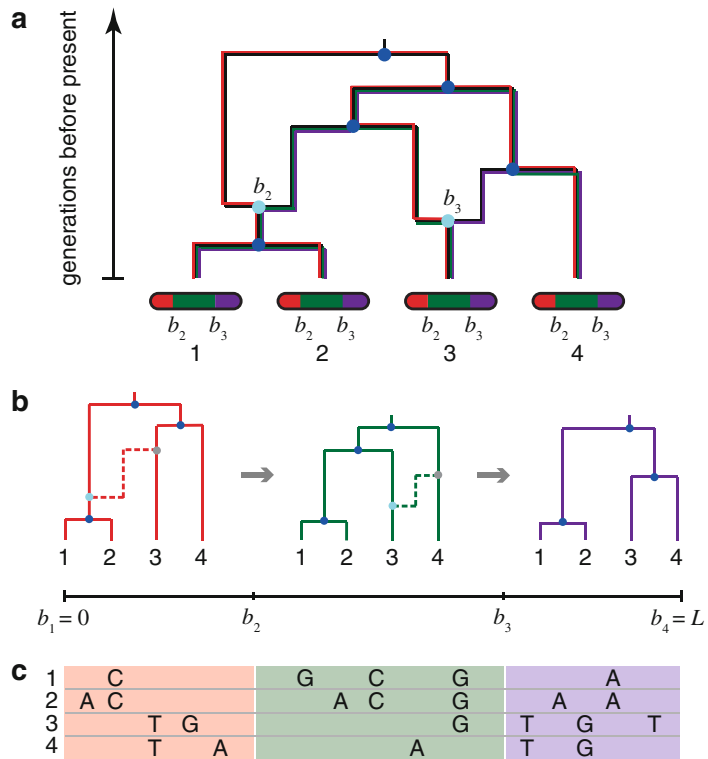 a
generations before present
b2
b3
b2 b3 b2 b3 b2 b3 b2 b3
1 2 3 4
b
1 2 3 4 1 2 3 4 1 2 3 4
b1 = 0 b2 b3 b4 = L
c
1 C G C G A
2 A C A C G A A
3 T G G T G T
4 T A A T G